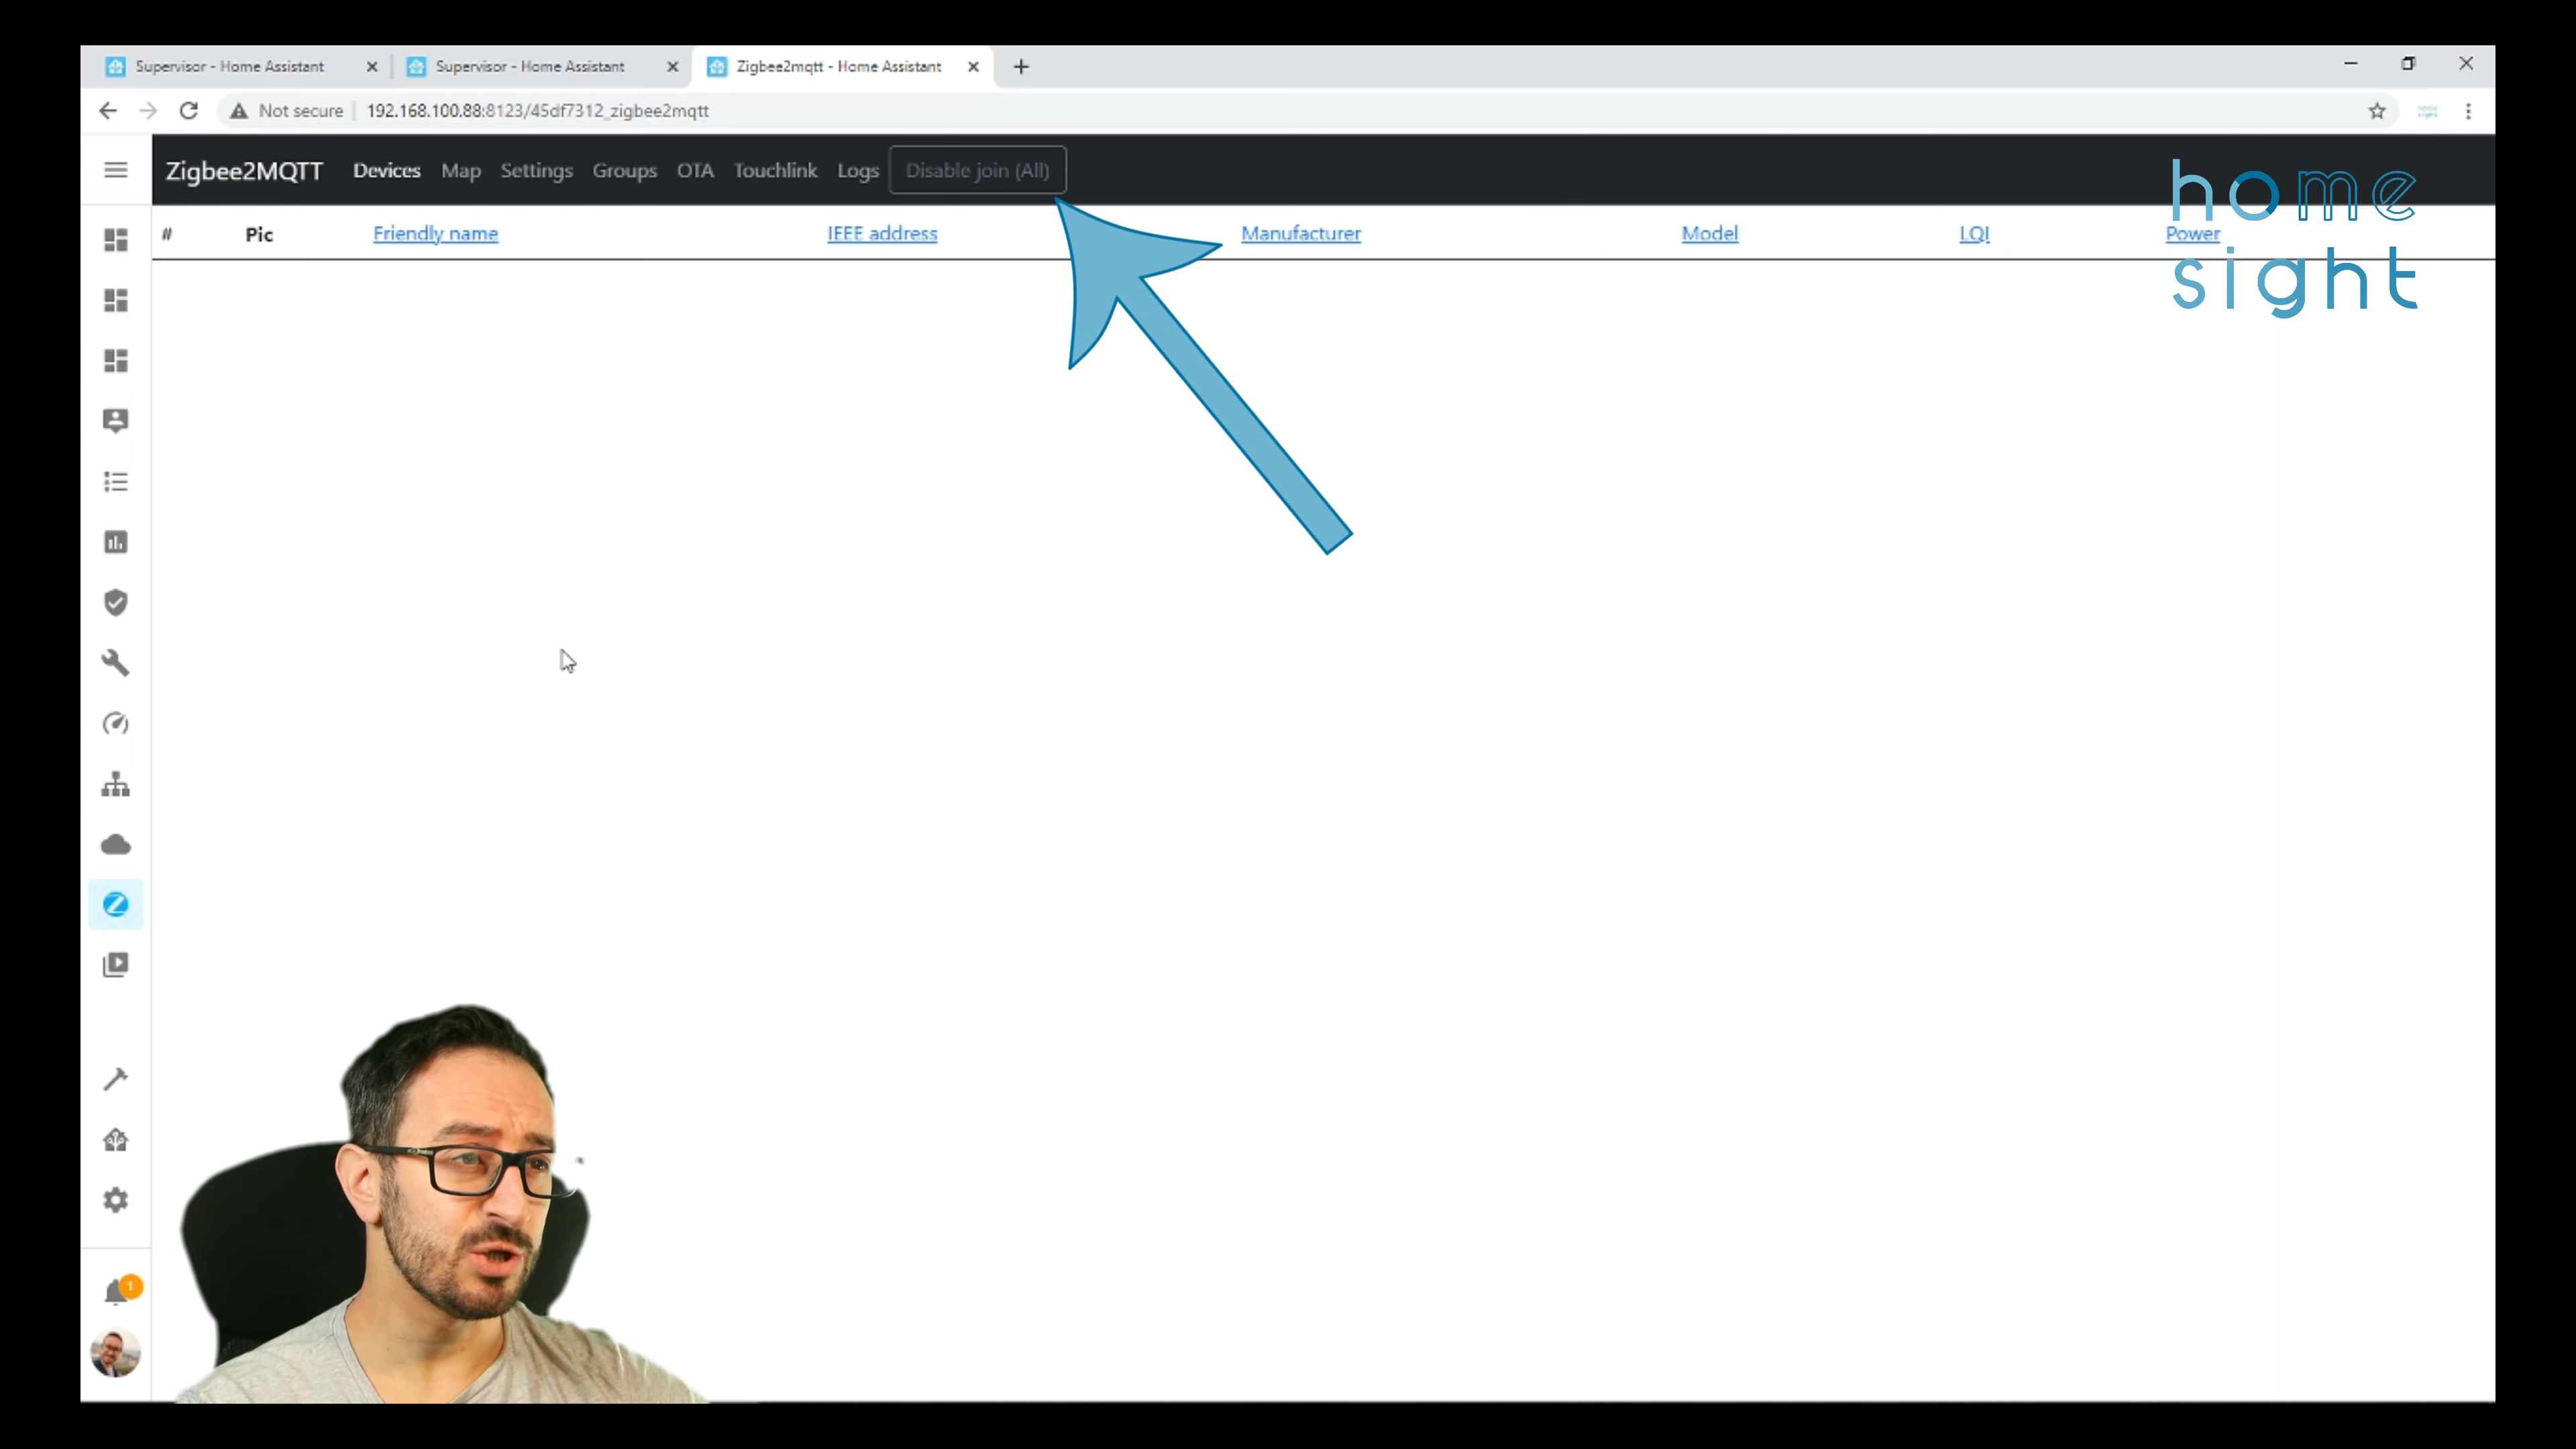 Supervisor - Home Assistant
Supervisor - Home Assistant
Zigbee2mqtt - Home Assistant
Not secure
192.168.100.88:8123/45df7312_zigbee2mqtt
Zigbee2MQTT
Devices
Map
Settings
Groups
OTA
Touchlink
Logs
Disable join (All)
home
sight
#
Pic
Friendly name
IEEE address
Manufacturer
Model
LQI
Power
1